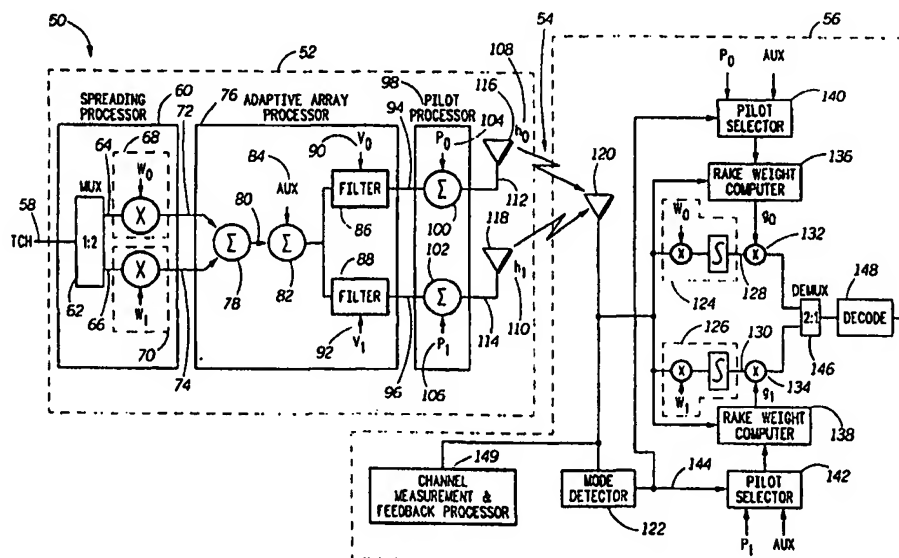 50
52
54
56
SPREADING PROCESSOR
60
68
64
W0
58
TCH
MUX
1:2
X
62
66
X
W1
70
72
74
76
ADAPTIVE ARRAY PROCESSOR
84
AUX
80
Σ
78
Σ
82
90
V0
FILTER
86
88
FILTER
92
V1
94
96
98
PILOT PROCESSOR
104
P0
Σ
100
102
Σ
P1
106
108
116
h0
112
118
h1
110
114
120
P0
AUX
PILOT SELECTOR
140
RAKE WEIGHT COMPUTER
136
W0
g0
X
∫
X
132
124
128
DEMUX
2:1
146
148
DECODE
126
130
X
∫
X
134
W1
g1
RAKE WEIGHT COMPUTER
138
149
CHANNEL MEASUREMENT & FEEDBACK PROCESSOR
MODE DETECTOR
122
144
PILOT SELECTOR
142
P1
AUX